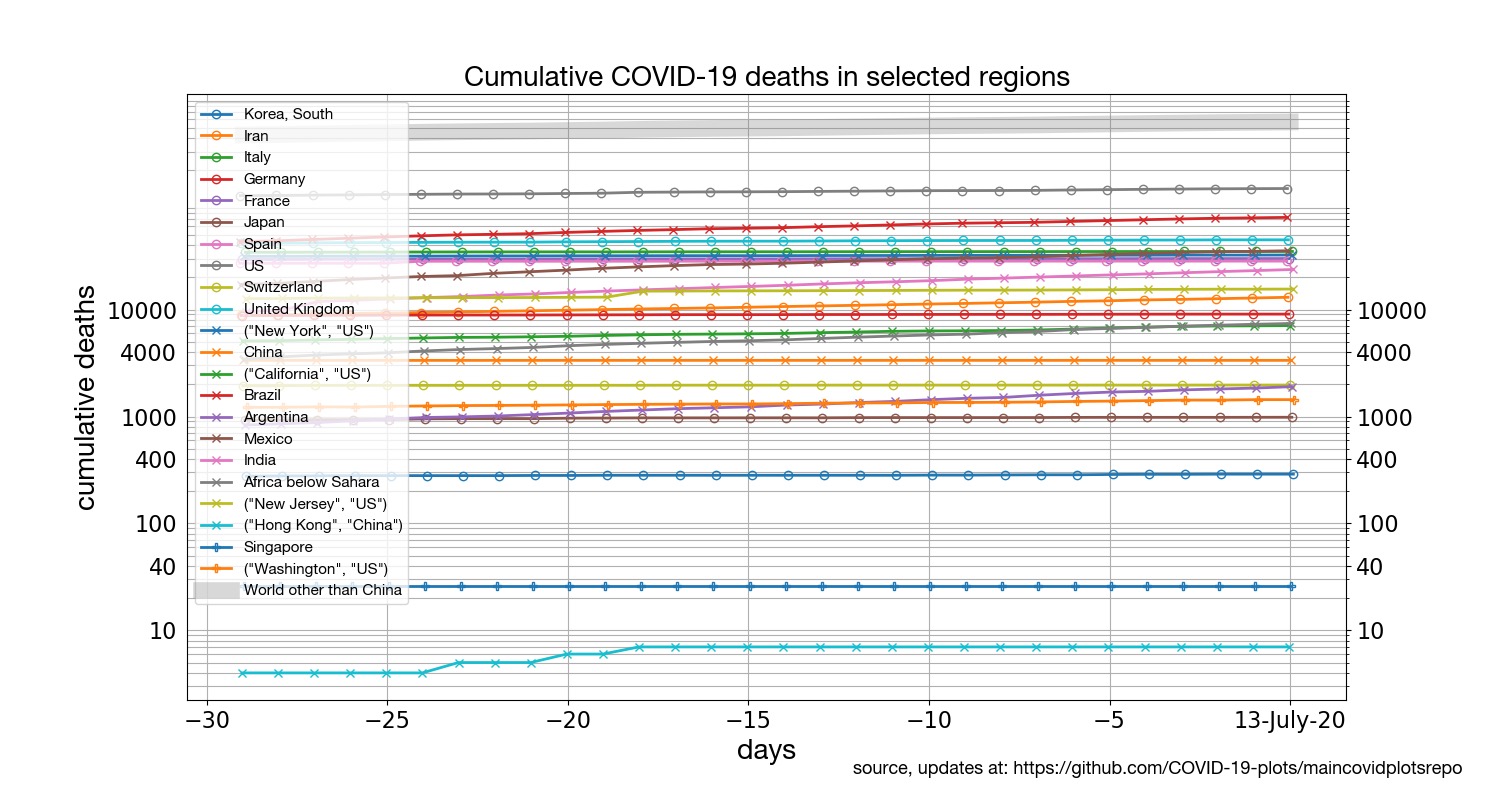 Cumulative COVID-19 deaths in selected regions
Korea, South
Iran
Italy
Germany
France
Japan
Spain
US
Switzerland
United Kingdom
("New York", "US")
China
("California", "US")
Brazil
Argentina
Mexico
India
Africa below Sahara
("New Jersey", "US")
("Hong Kong", "China")
Singapore
("Washington", "US")
World other than China
cumulative deaths
10000
4000
1000
400
100
40
10
10000
4000
1000
400
100
40
10
−30
−25
−20
−15
−10
−5
13-July-20
days
source, updates at: https://github.com/COVID-19-plots/maincovidplotsrepo